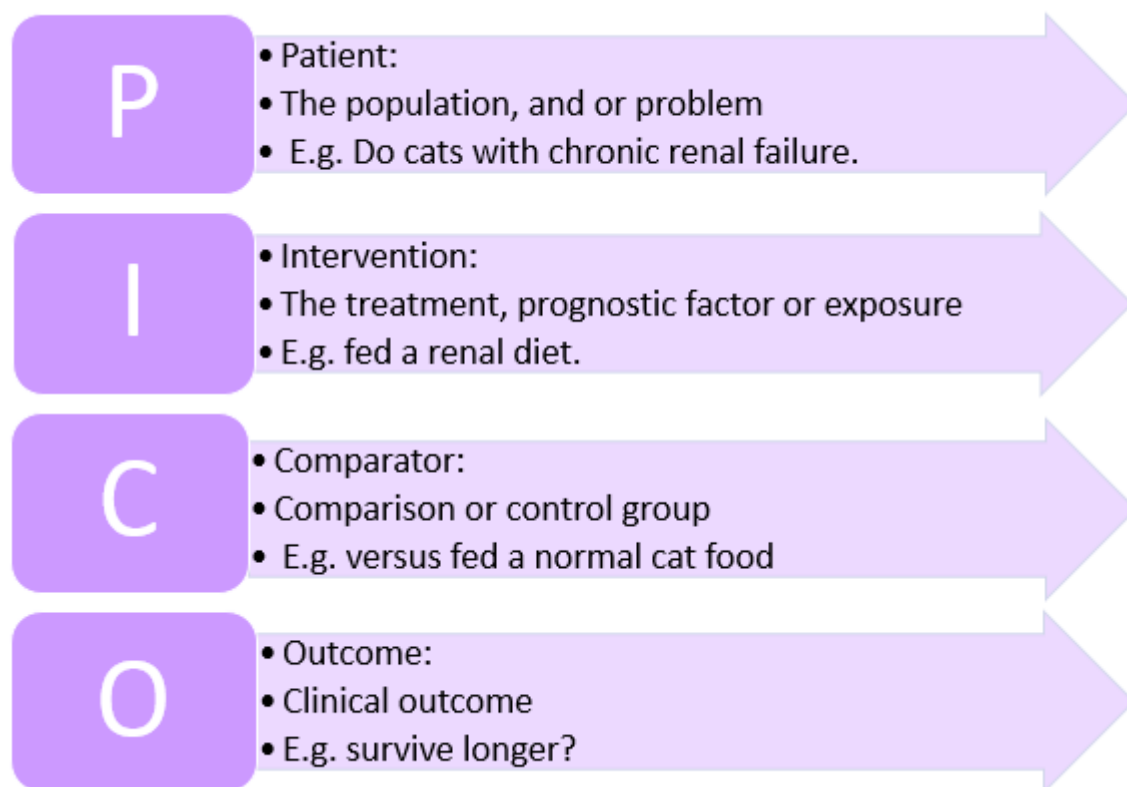 P
• Patient:
• The population, and or problem
• E.g. Do cats with chronic renal failure.
I
• Intervention:
• The treatment, prognostic factor or exposure
• E.g. fed a renal diet.
C
• Comparator:
• Comparison or control group
• E.g. versus fed a normal cat food
O
• Outcome:
• Clinical outcome
• E.g. survive longer?